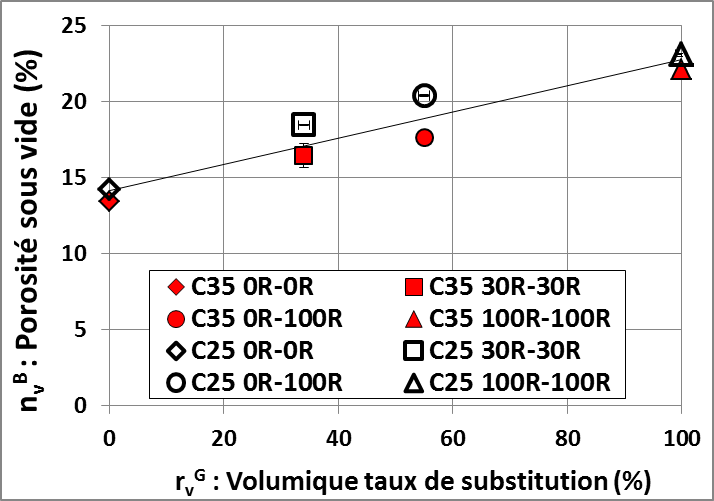 25
20
15
10
5
0
0 20 40 60 80 100
nᵥᴮ : Porosité sous vide (%)
rᵥᴳ : Volumique taux de substitution (%)
C35 0R-0R C35 30R-30R
C35 0R-100R C35 100R-100R
C25 0R-0R C25 30R-30R
C25 0R-100R C25 100R-100R